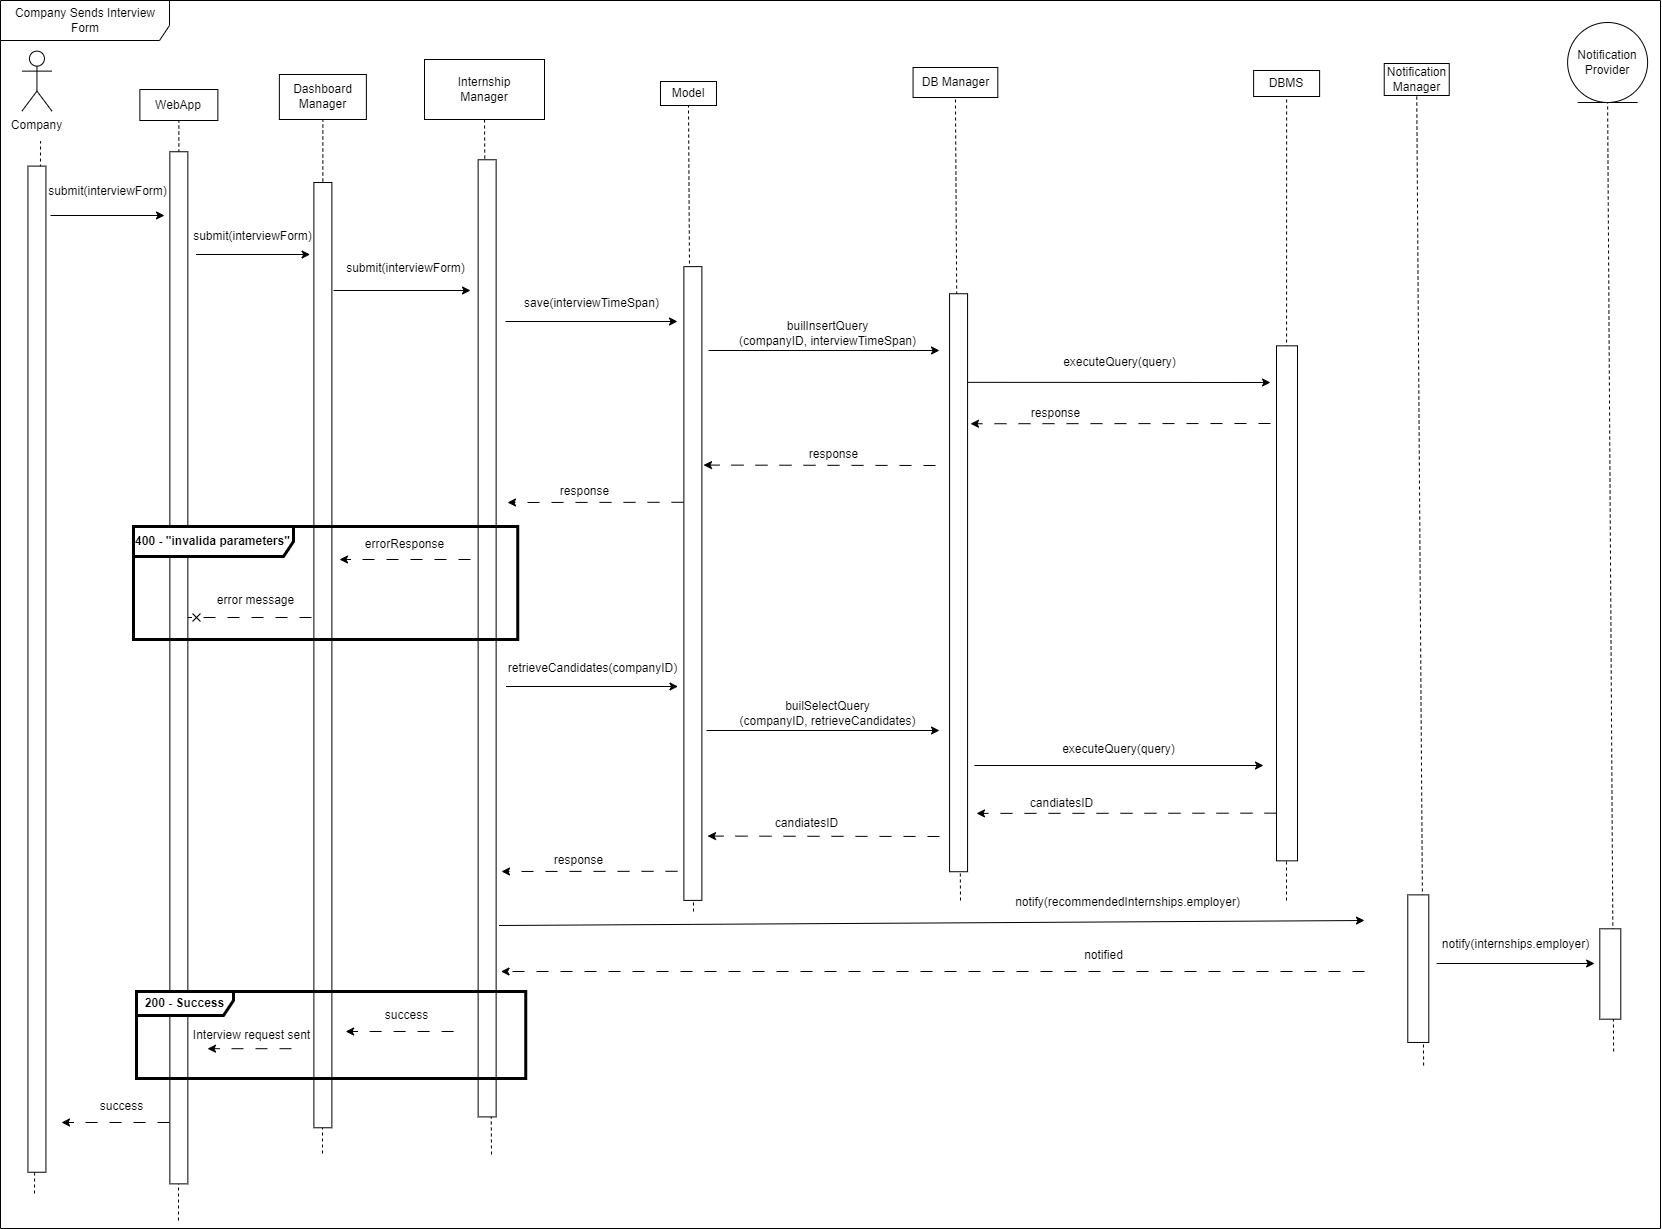 Company Sends Interview
Form
Company
WebApp
Dashboard
Manager
Internship
Manager
Model
DB Manager
DBMS
Notification
Manager
Notification
Provider
submit(interviewForm)
submit(interviewForm)
submit(interviewForm)
save(interviewTimeSpan)
builInsertQuery
(companyID, interviewTimeSpan)
executeQuery(query)
response
response
response
400 - "invalida parameters"
errorResponse
error message
retrieveCandidates(companyID)
builSelectQuery
(companyID, retrieveCandidates)
executeQuery(query)
candiatesID
candiatesID
response
notify(recommendedInternships.employer)
notify(internships.employer)
notified
200 - Success
success
Interview request sent
success